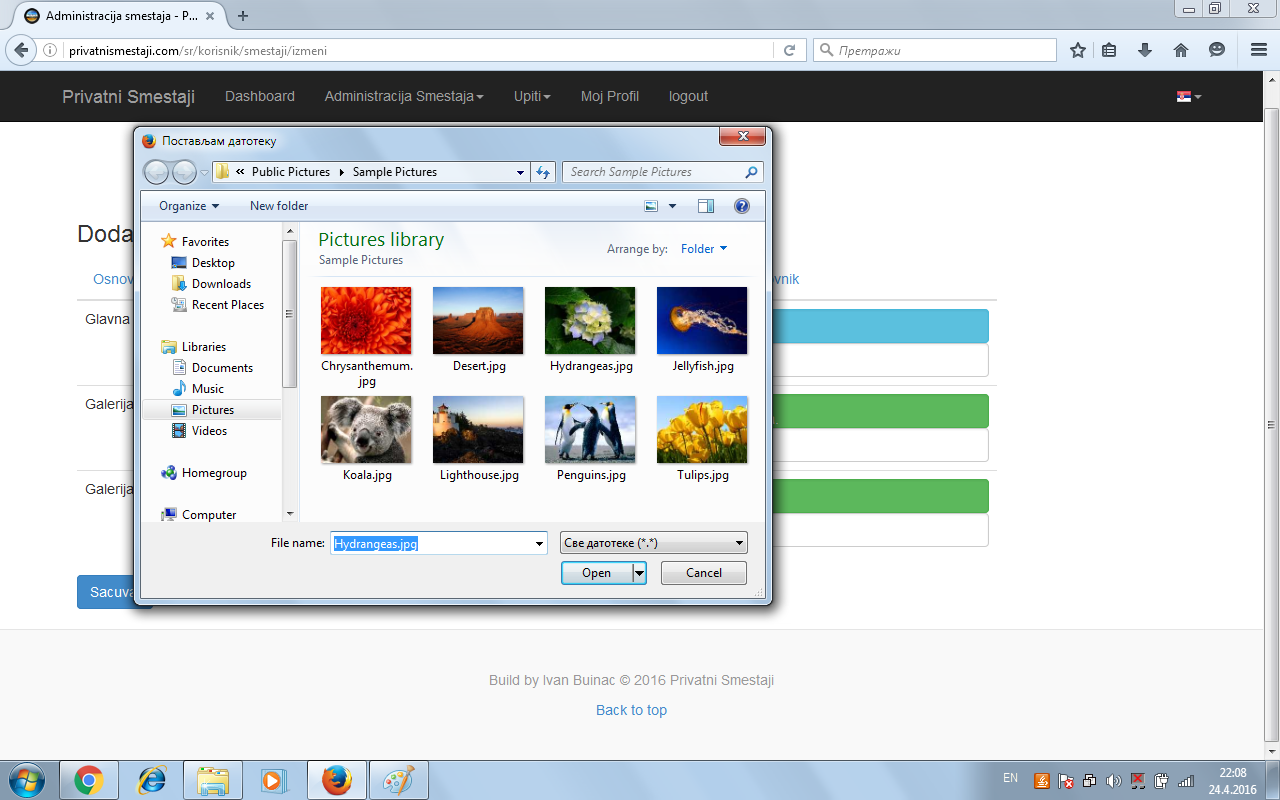 Administracija smestaja - P...
privatnismestaji.com/sr/korisnik/smestaji/izmeni
Претражи
Privatni Smestaji Dashboard Administracija Smestaja Upiti Moj Profil logout
Постављам датотеку
« Public Pictures Sample Pictures Search Sample Pictures
Organize New folder
Favorites
Desktop
Downloads
Recent Places
Libraries
Documents
Music
Pictures
Videos
Homegroup
Computer
Pictures library
Sample Pictures
Arrange by: Folder
Chrysanthemum.
jpg
Desert.jpg
Hydrangeas.jpg
Jellyfish.jpg
Koala.jpg
Lighthouse.jpg
Penguins.jpg
Tulips.jpg
File name: Hydrangeas.jpg Све датотеке (*.*)
Open Cancel
Doda
Osnov
vnik
Glavna
Galerija
Galerija
Sacuva
Build by Ivan Buinac © 2016 Privatni Smestaji
Back to top
EN
22:08
24.4.2016